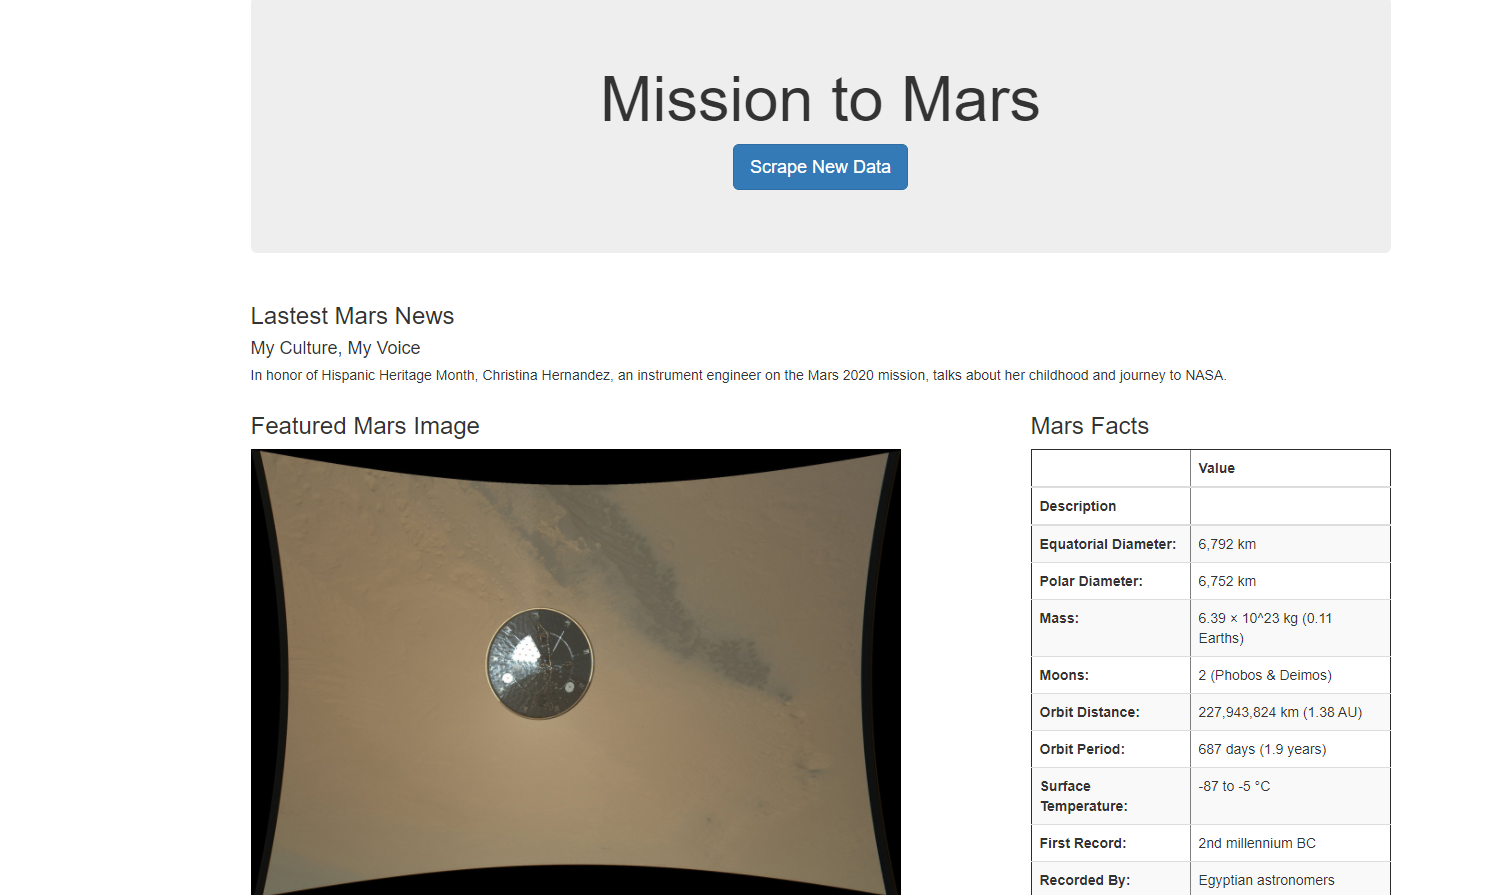 Mission to Mars
Scrape New Data
Lastest Mars News
My Culture, My Voice
In honor of Hispanic Heritage Month, Christina Hernandez, an instrument engineer on the Mars 2020 mission, talks about her childhood and journey to NASA.
Featured Mars Image
Mars Facts
Value
Description
Equatorial Diameter: 6,792 km
Polar Diameter: 6,752 km
Mass: 6.39 × 10^23 kg (0.11
Earths)
Moons: 2 (Phobos & Deimos)
Orbit Distance: 227,943,824 km (1.38 AU)
Orbit Period: 687 days (1.9 years)
Surface -87 to -5 °C
Temperature:
First Record: 2nd millennium BC
Recorded By: Egyptian astronomers